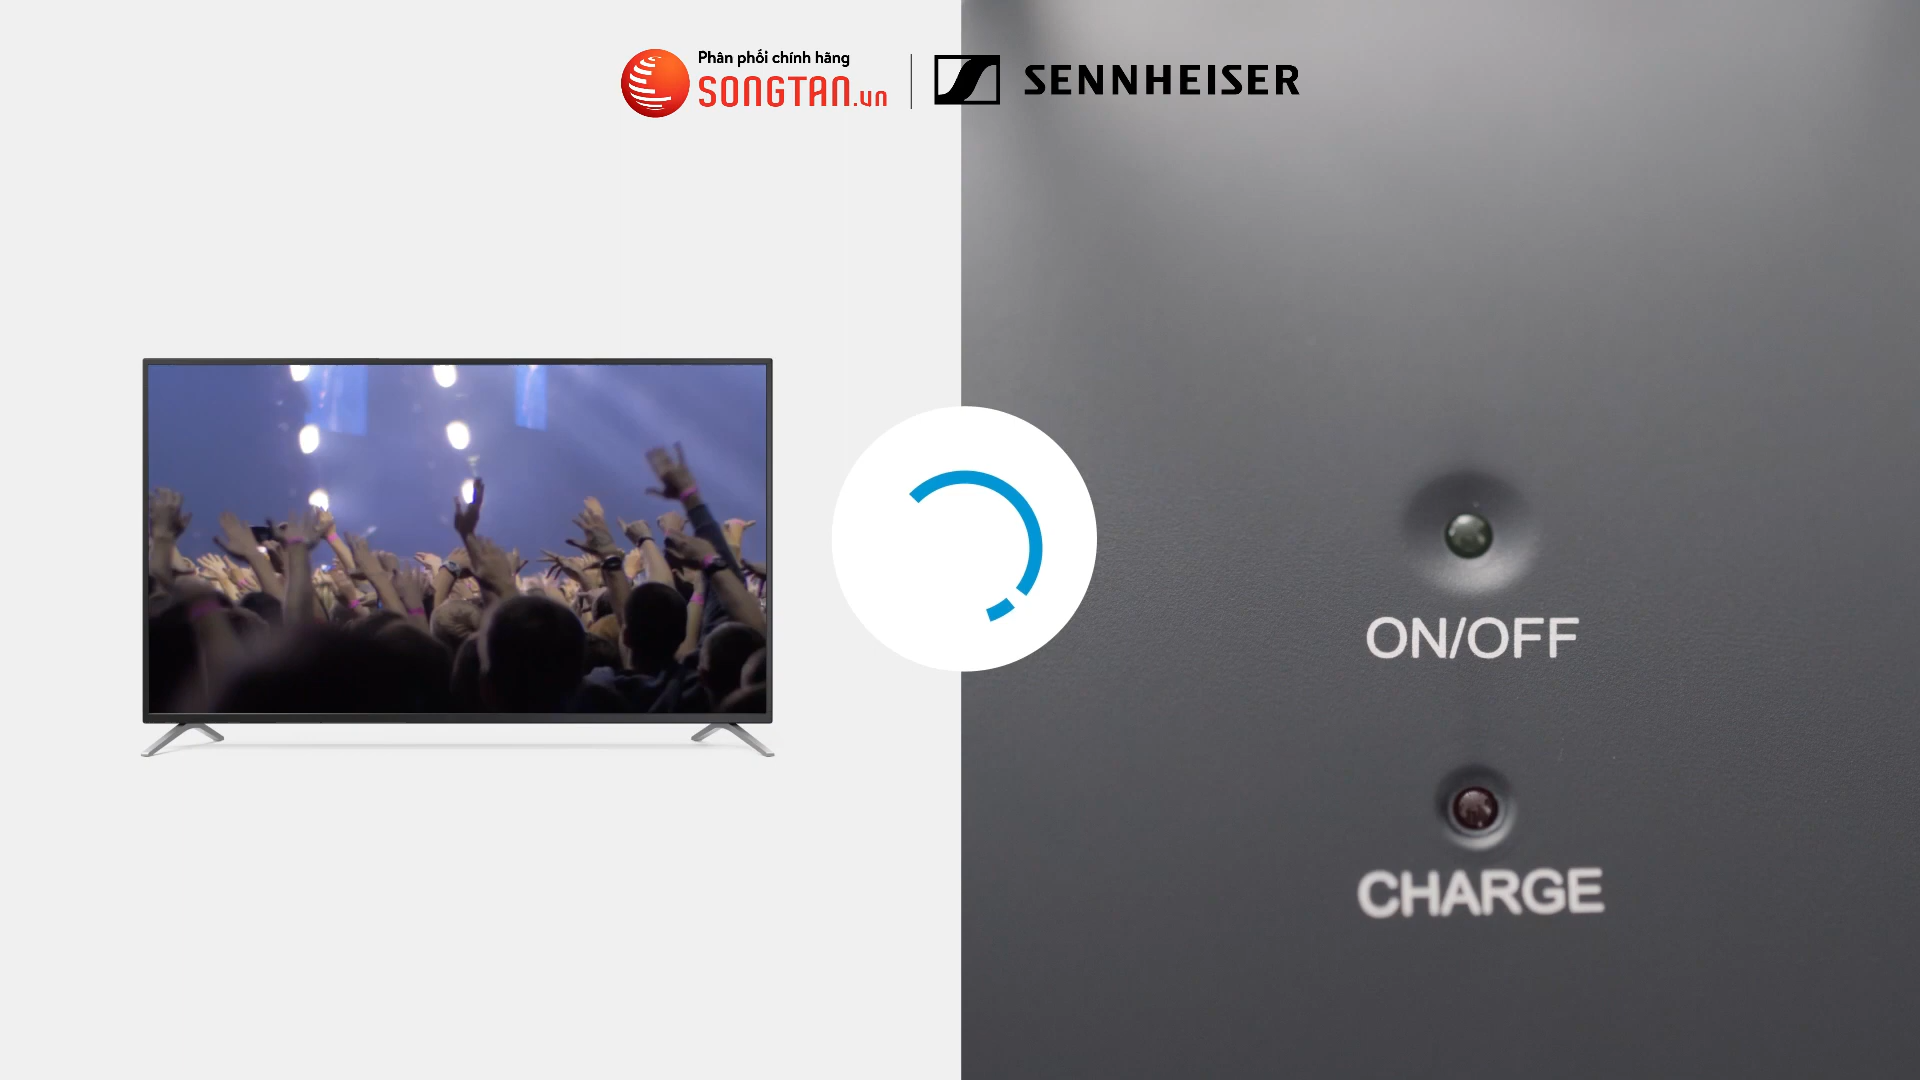 Phân phối chính hãng
SONGTAN.vn
SENNHEISER
ON/OFF
CHARGE